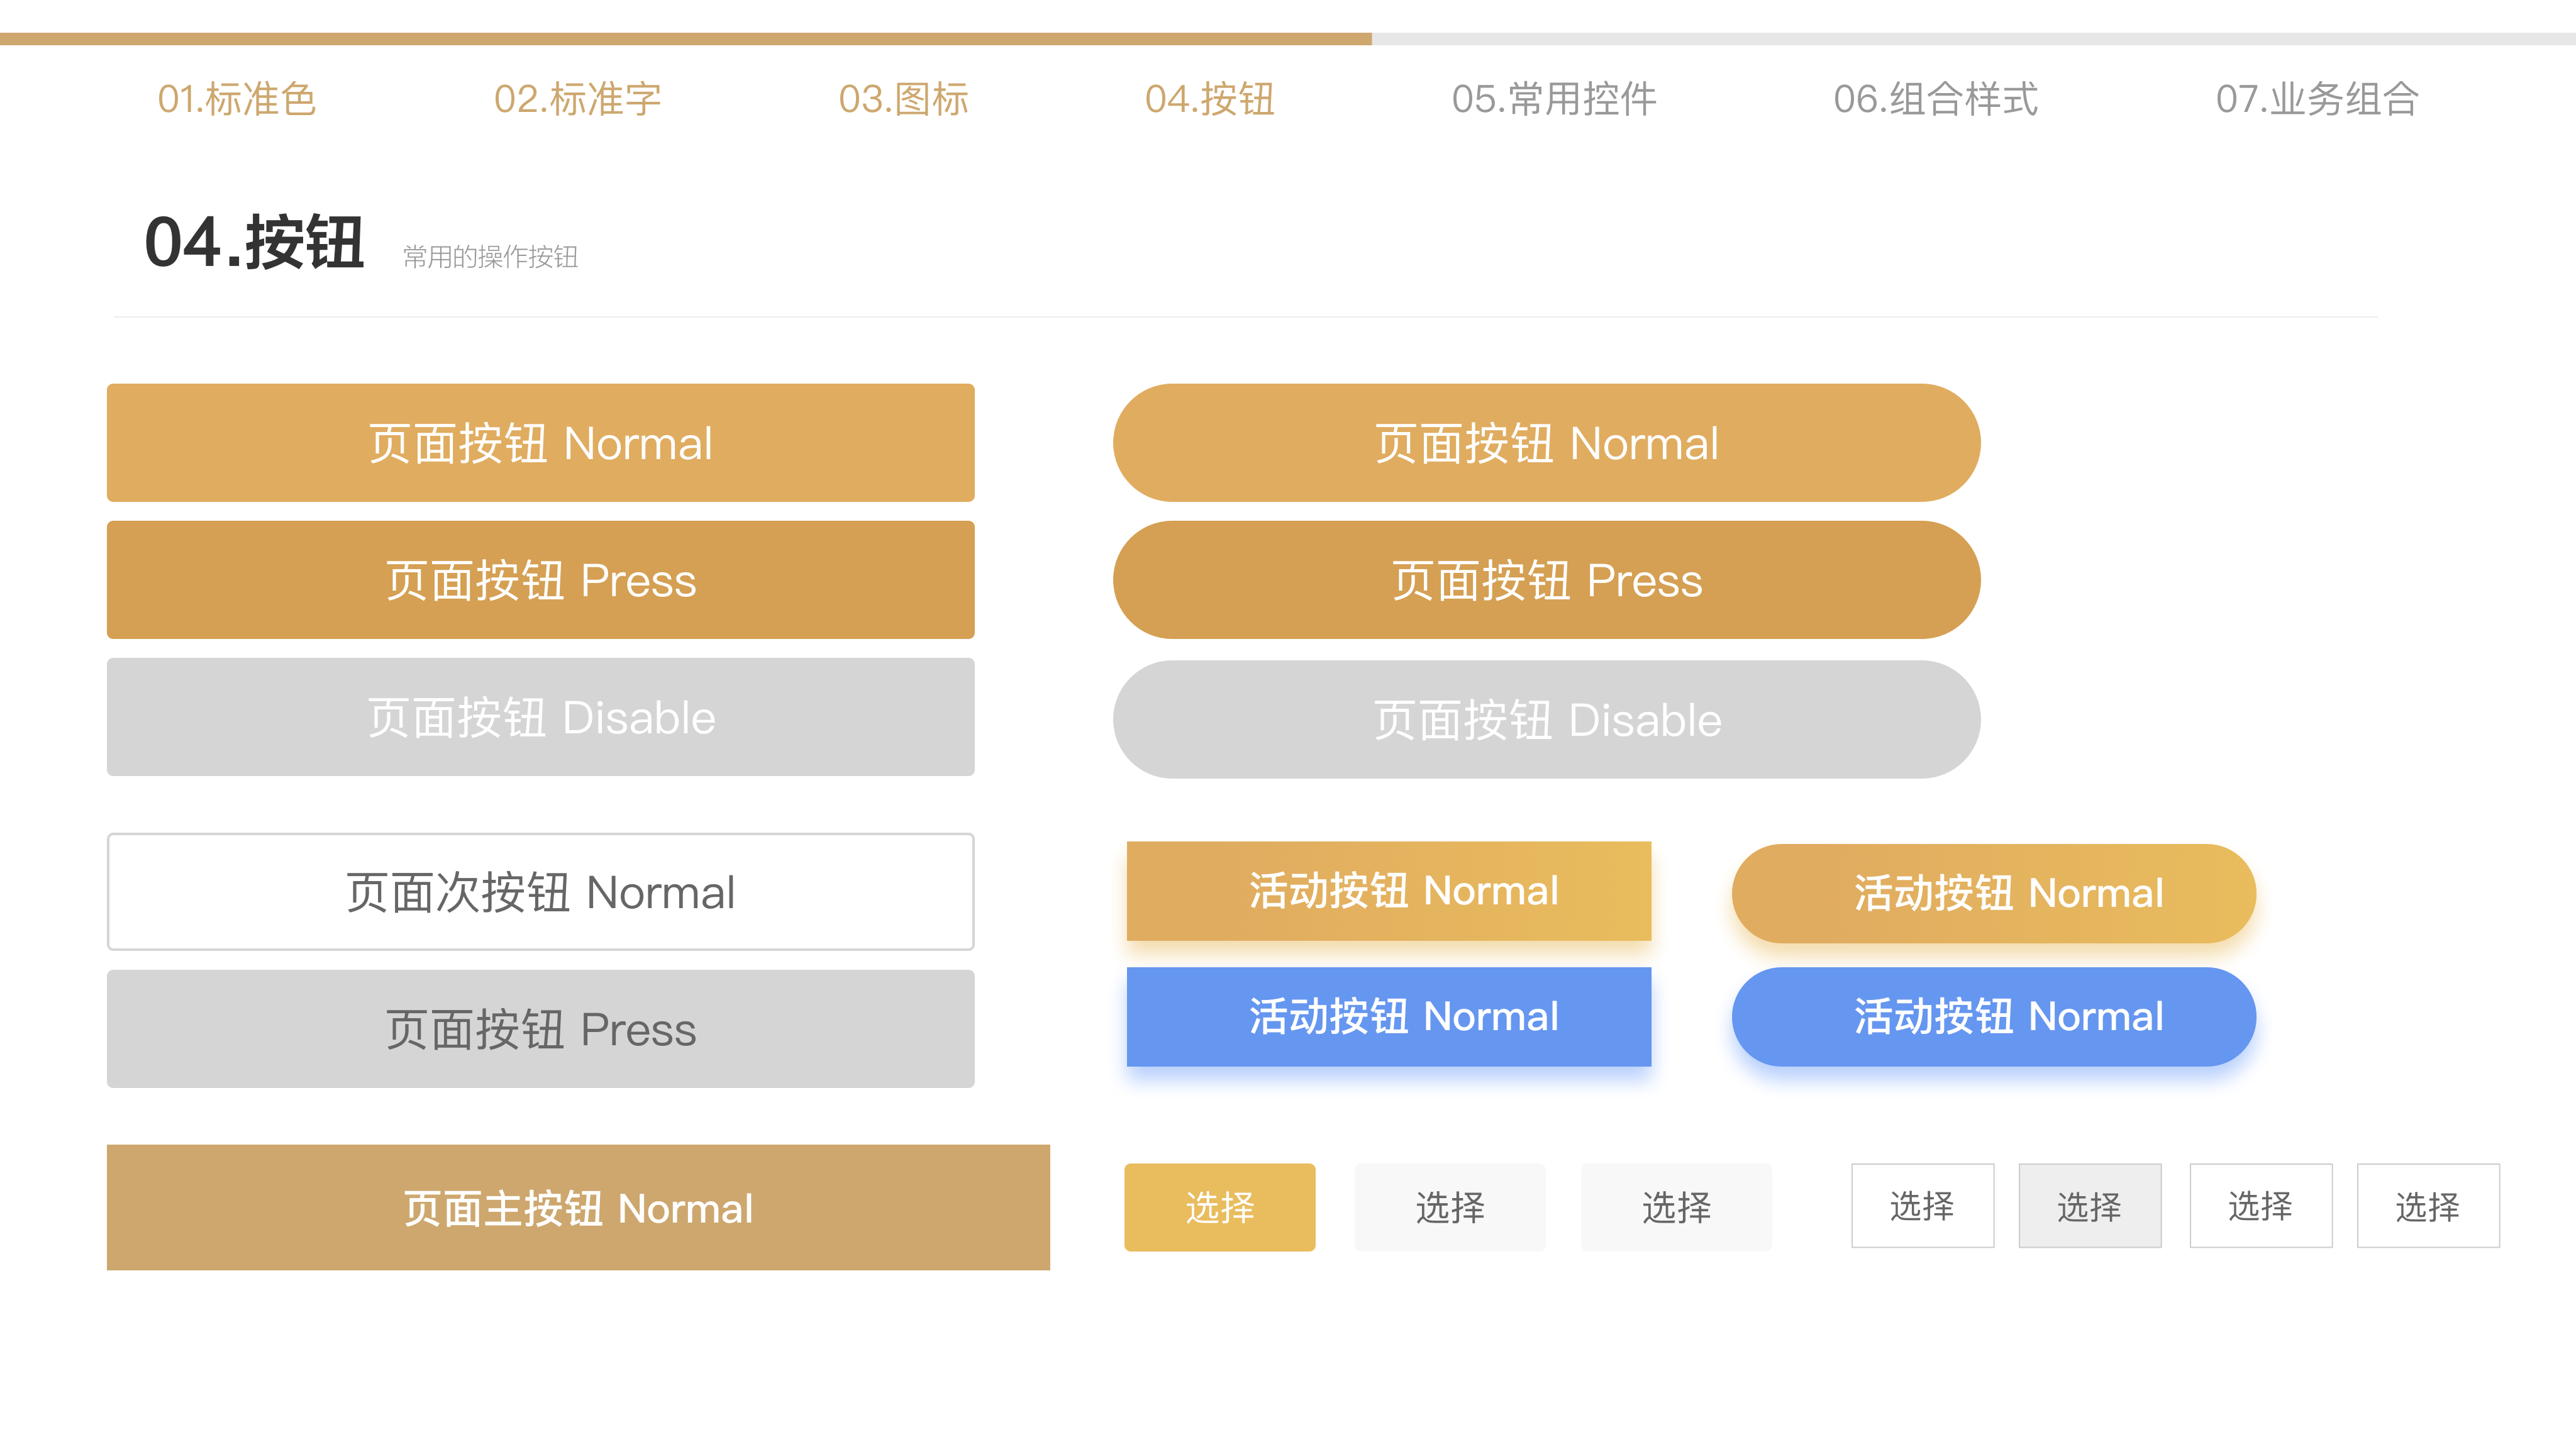 01.标准色
02.标准字
03.图标
04.按钮
05.常用控件
06.组合样式
07.业务组合
04.按钮
常用的操作按钮
页面按钮 Normal
页面按钮 Normal
页面按钮 Press
页面按钮 Press
页面按钮 Disable
页面按钮 Disable
页面次按钮 Normal
活动按钮 Normal
活动按钮 Normal
页面按钮 Press
活动按钮 Normal
活动按钮 Normal
页面主按钮 Normal
选择
选择
选择
选择
选择
选择
选择